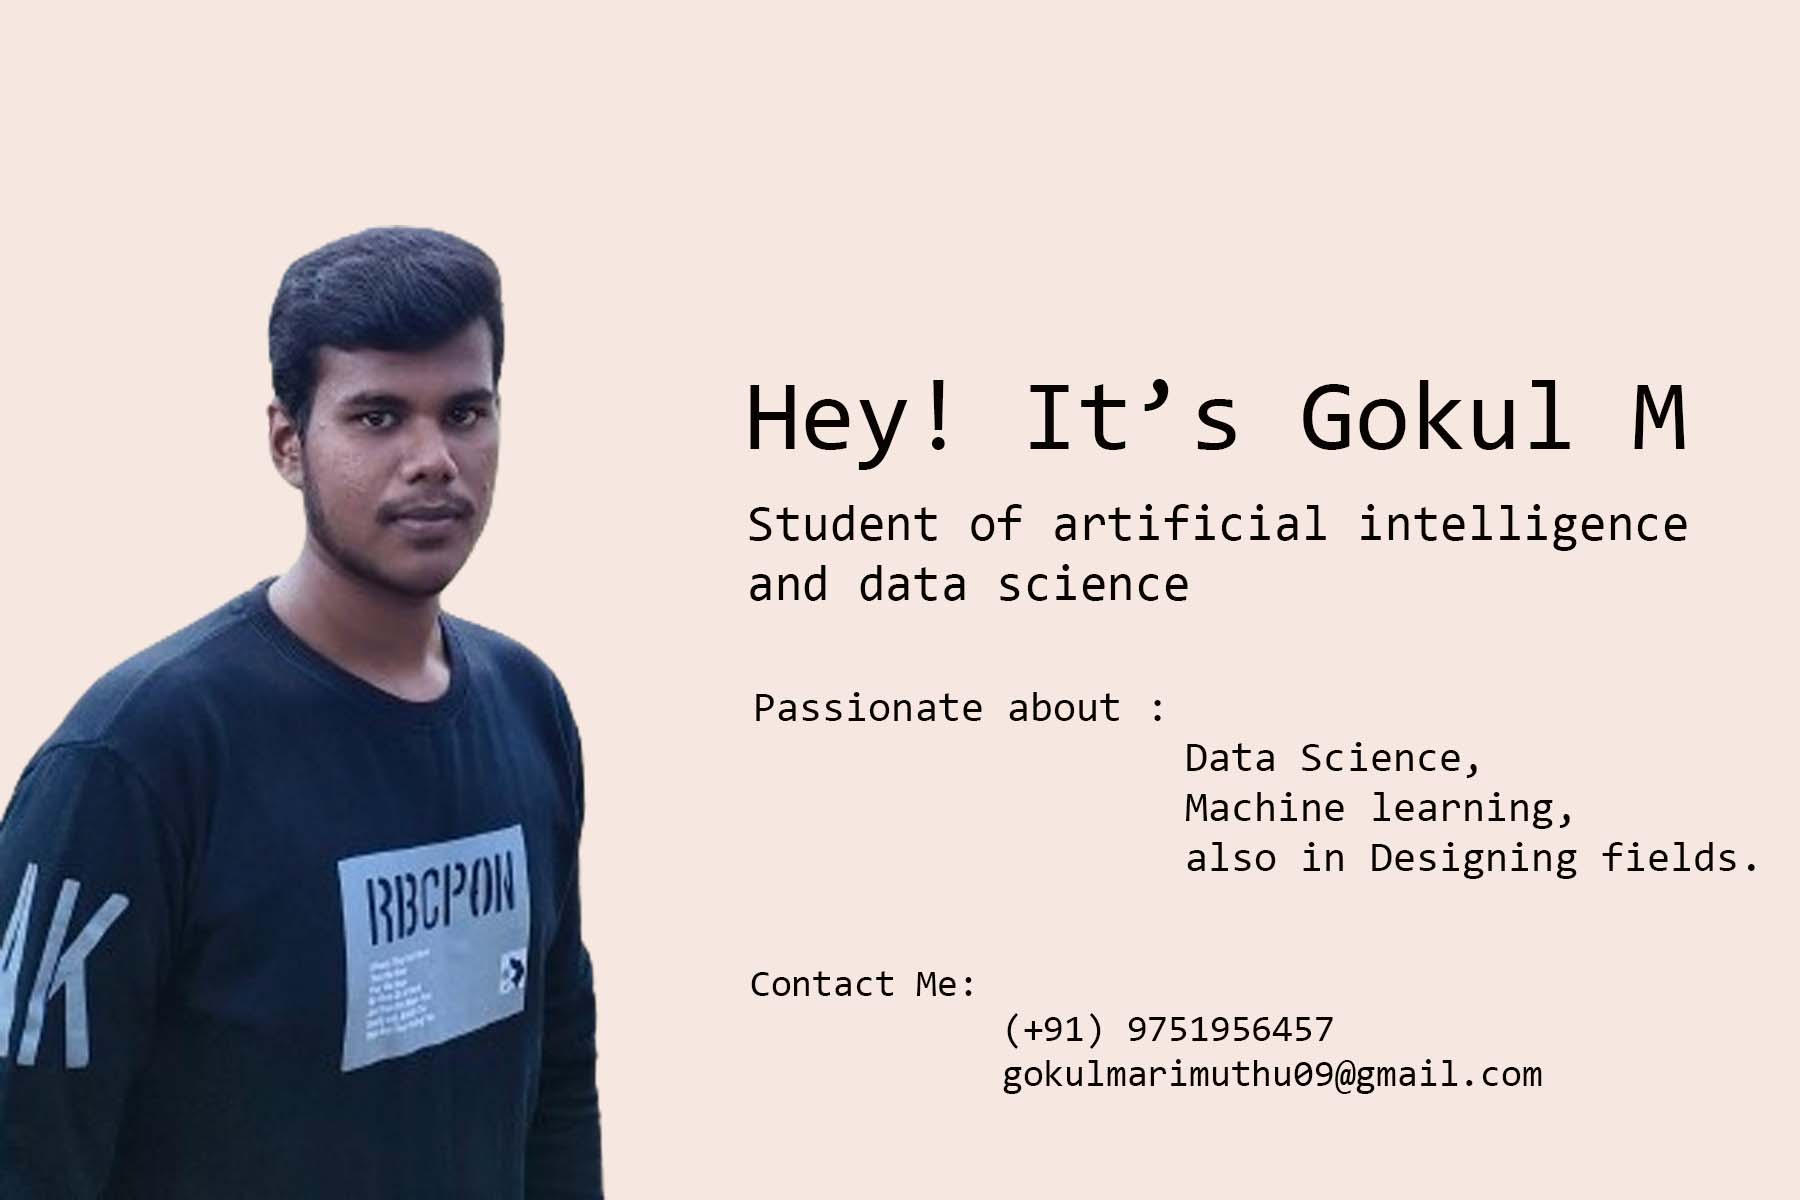 Hey! It’s Gokul M
Student of artificial intelligence
and data science
Passionate about :
Data Science,
Machine learning,
also in Designing fields.
Contact Me:
(+91) 9751956457
gokulmarimuthu09@gmail.com
RBCPON